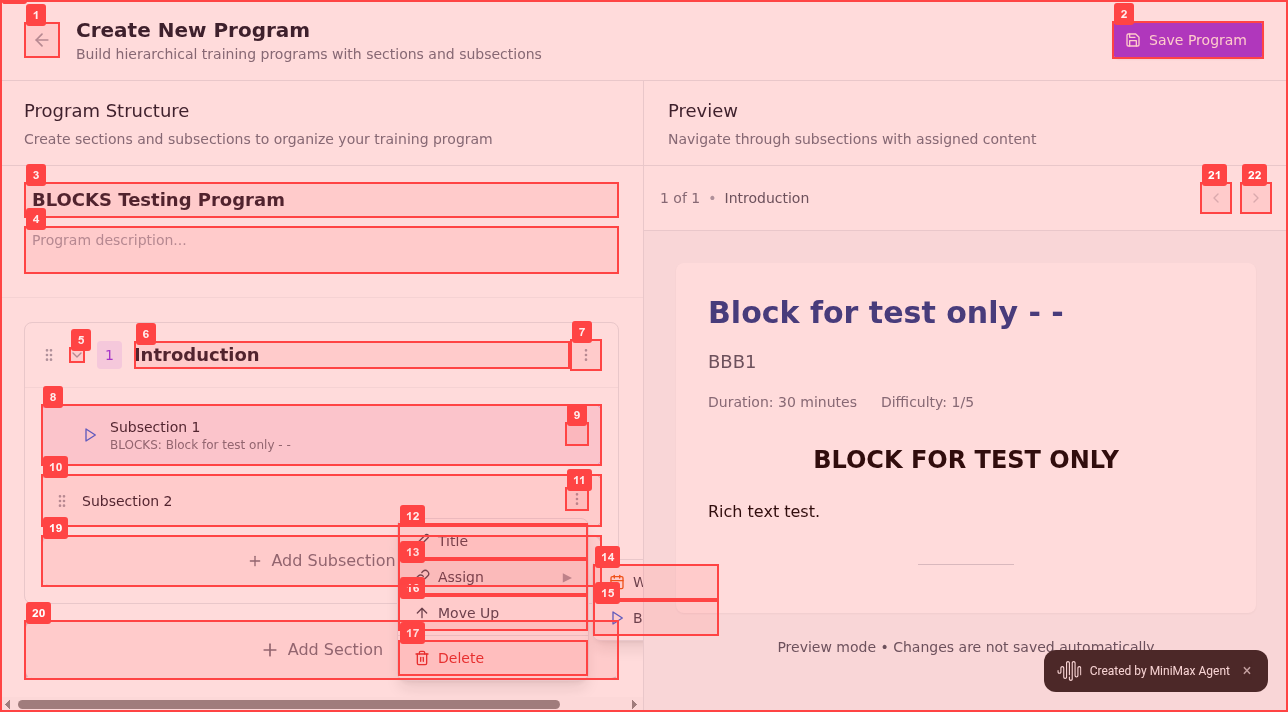 1
2
Create New Program
Build hierarchical training programs with sections and subsections
Save Program
Program Structure
Create sections and subsections to organize your training program
Preview
Navigate through subsections with assigned content
3
BLOCKS Testing Program
4
Program description...
21
22
1 of 1 • Introduction
5
6
7
1
Introduction
8
9
Subsection 1
BLOCKS: Block for test only - -
10
11
Subsection 2
12
Title
19
13
Add Subsection
Assign
14
W
16
15
Move Up
B
20
17
Add Section
Delete
Block for test only - -
BBB1
Duration: 30 minutes
Difficulty: 1/5
BLOCK FOR TEST ONLY
Rich text test.
Preview mode • Changes are not saved automatically
Created by MiniMax Agent